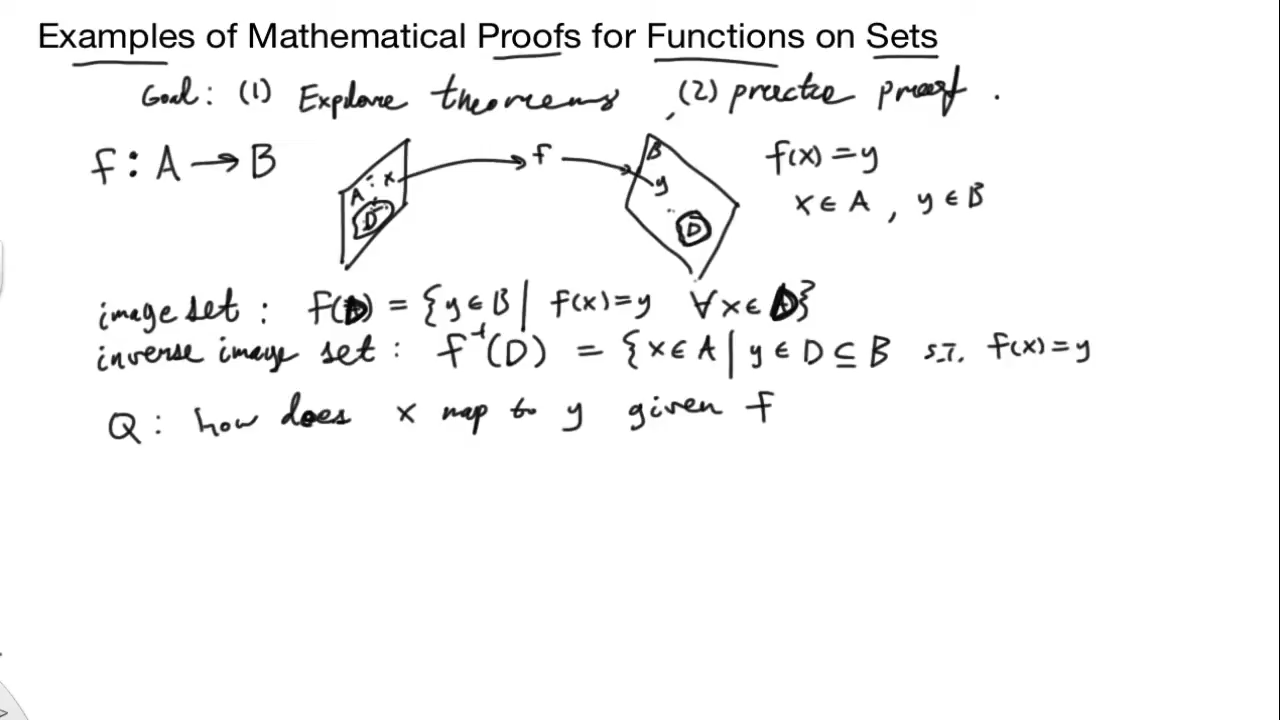 Examples of Mathematical Proofs for Functions on Sets
Goal: (1) Explore theorems (2) practice proof.
f: A → B
A x D
f
B y D
f(x) = y
x ∈ A, y ∈ B
image set: f(D) = {y ∈ B | f(x) = y ∀x ∈ D}
inverse image set: f⁻¹(D) = {x ∈ A | y ∈ D ⊆ B s.t. f(x) = y
Q: how does x map to y given f